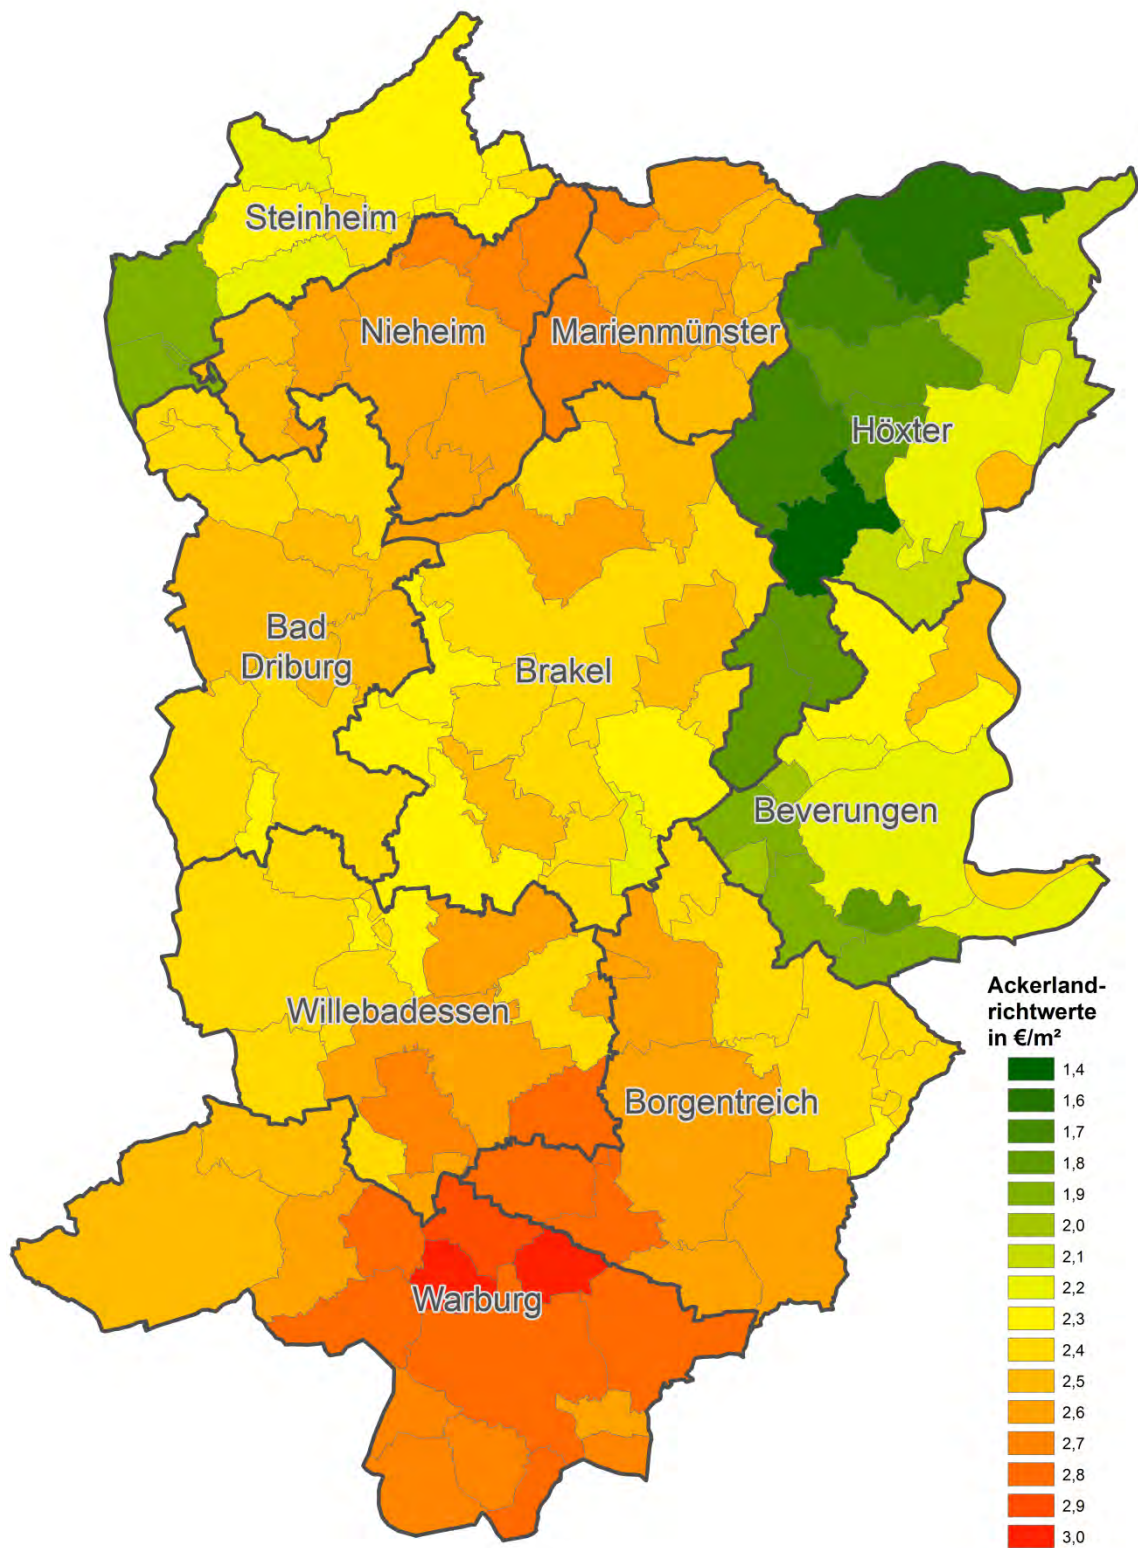 Steinheim
Nieheim
Marienmünster
Höxter
Bad
Driburg
Brakel
Beverungen
Willebadessen
Borgentreich
Warburg
Ackerland-
richtwerte
in €/m²
1,4
1,6
1,7
1,8
1,9
2,0
2,1
2,2
2,3
2,4
2,5
2,6
2,7
2,8
2,9
3,0